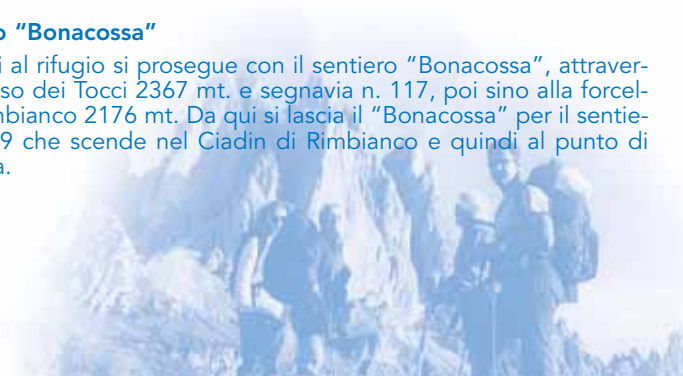 o “Bonacossa”
i al rifugio si prosegue con il sentiero “Bonacossa”, attraver-
so dei Tocci 2367 mt. e segnavia n. 117, poi sino alla forcel-
nbianco 2176 mt. Da qui si lascia il “Bonacossa” per il sentie-
9 che scende nel Ciadin di Rimbianco e quindi al punto di
a.